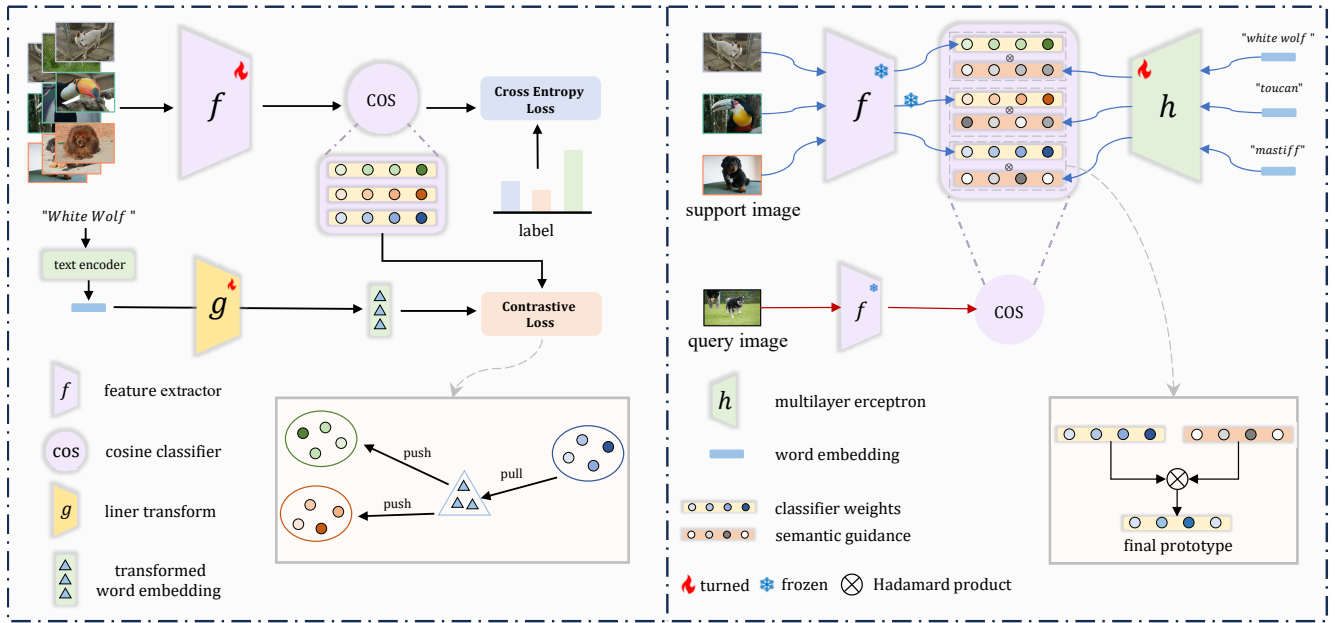 f
COS
Cross Entropy
Loss
label
"White Wolf "
text encoder
g
Contrastive
Loss
f
feature extractor
COS
cosine classifier
g
liner transform
transformed
word embedding
push
push
pull
support image
f
h
"white wolf "
"toucan"
"mastiff"
query image
f
COS
h
multilayer erceptron
word embedding
classifier weights
semantic guidance
turned
frozen
Hadamard product
final prototype